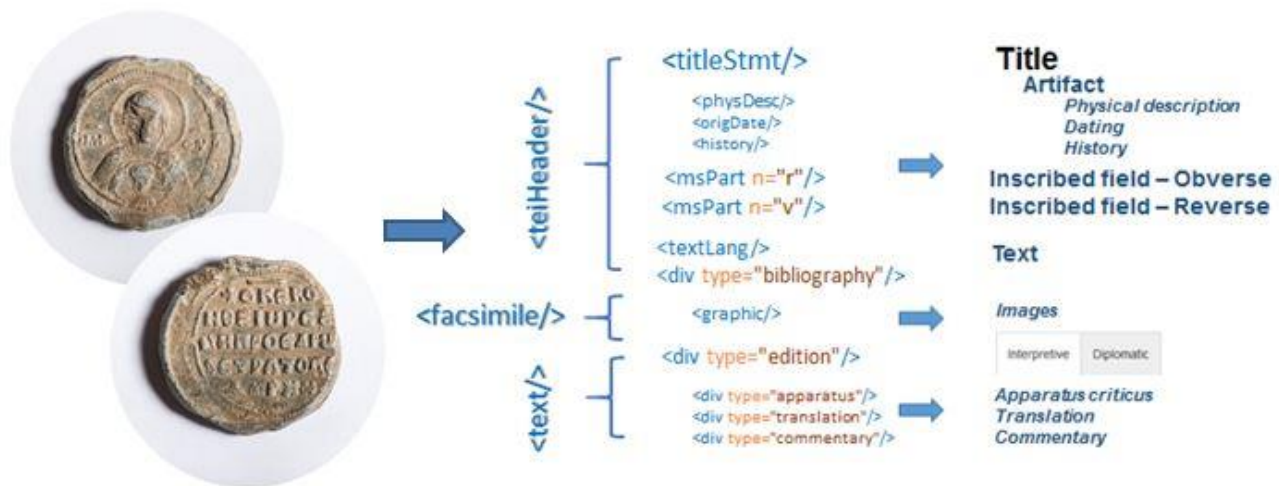 <teiHeader/>
<titleStmt/>
<physDesc/>
<origDate/>
<history/>
<msPart n="r"/>
<msPart n="v"/>
<textLang/>
<div type="bibliography"/>
<facsimile/>
<graphic/>
<text/>
<div type="edition"/>
<div type="apparatus"/>
<div type="translation"/>
<div type="commentary"/>
Title
Artifact
Physical description
Dating
History
Inscribed field – Obverse
Inscribed field – Reverse
Text
Images
Interpretive Diplomatic
Apparatus criticus
Translation
Commentary